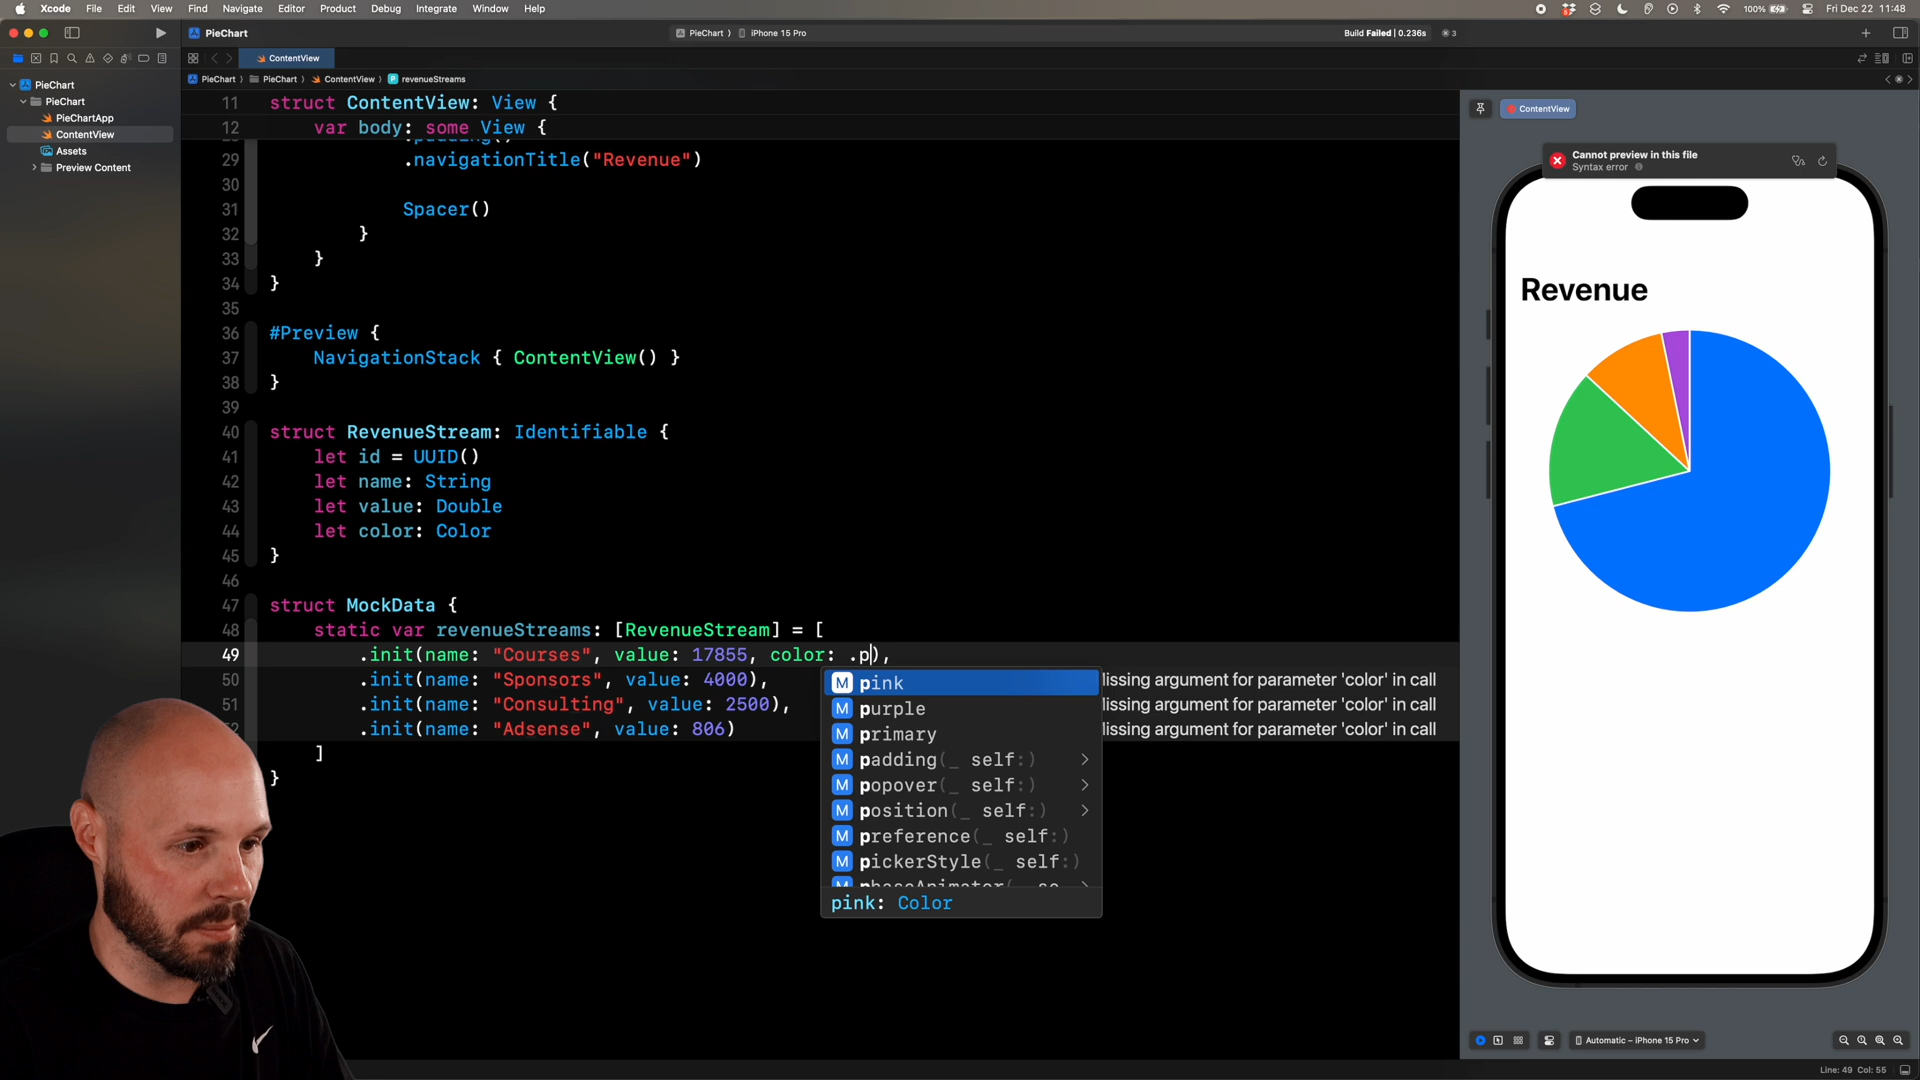 Xcode File Edit View Find Navigate Editor Product Debug Integrate Window Help
100% Fri Dec 22 11:48
PieChart
PieChart 〉 iPhone 15 Pro
Build Failed | 0.236s 3
ContentView
PieChart 〉 PieChart 〉 ContentView 〉 P revenueStreams
PieChart
PieChart
PieChartApp
ContentView
Assets
Preview Content
11 struct ContentView: View {
12 var body: some View {
.padding()
29 .navigationTitle("Revenue")
30
31 Spacer()
32 }
33 }
34 }
35
36 #Preview {
37 NavigationStack { ContentView() }
38 }
39
40 struct RevenueStream: Identifiable {
41 let id = UUID()
42 let name: String
43 let value: Double
44 let color: Color
45 }
46
47 struct MockData {
48 static var revenueStreams: [RevenueStream] = [
49 .init(name: "Courses", value: 17855, color: .p),
50 .init(name: "Sponsors", value: 4000),
51 .init(name: "Consulting", value: 2500),
.init(name: "Adsense", value: 806)
]
}
M pink
M purple
M primary
M padding(_ self:)
M popover(_ self:)
M position(_ self:)
M preference(_ self:)
M pickerStyle(_ self:)
M phaseAnimator(_ se
pink: Color
lissing argument for parameter 'color' in call
lissing argument for parameter 'color' in call
lissing argument for parameter 'color' in call
ContentView
Cannot preview in this file
Syntax error
Revenue
Automatic – iPhone 15 Pro
Line: 49 Col: 55